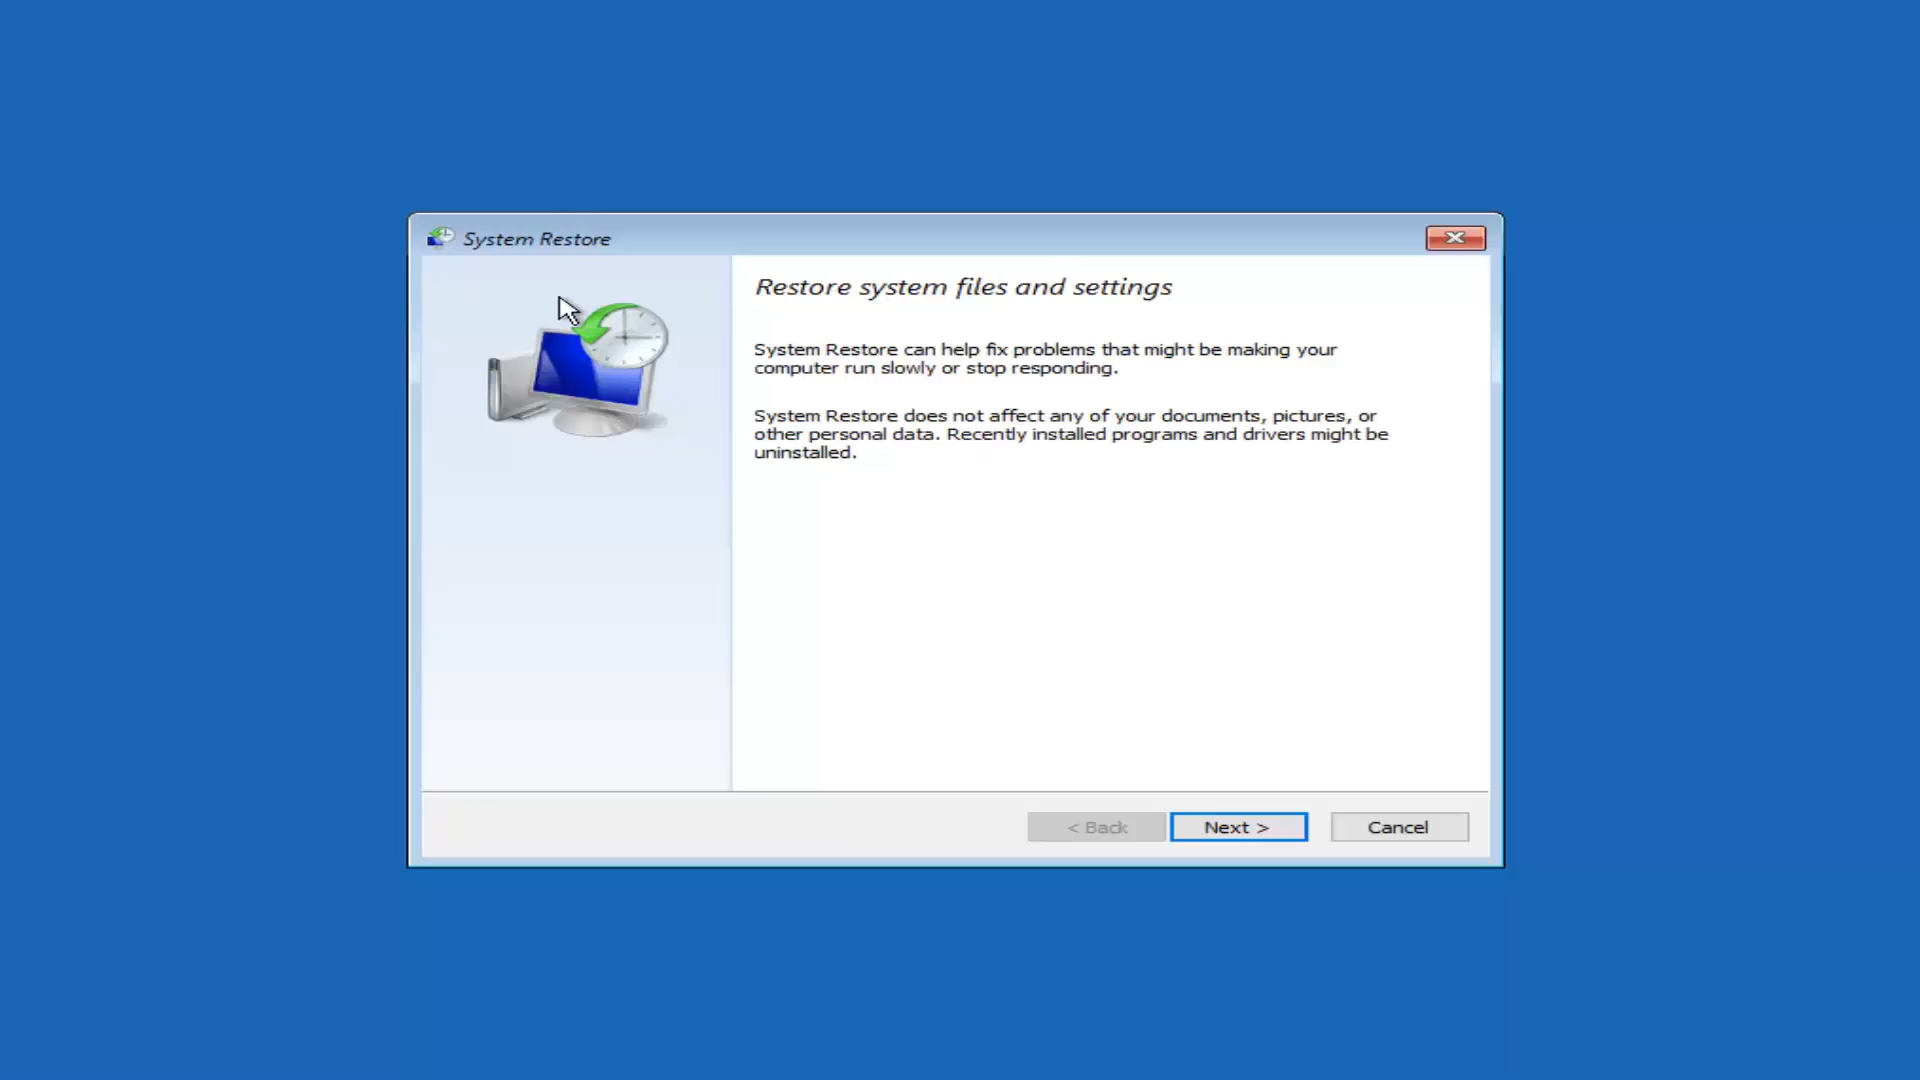 System Restore
Restore system files and settings
System Restore can help fix problems that might be making your
computer run slowly or stop responding.
System Restore does not affect any of your documents, pictures, or
other personal data. Recently installed programs and drivers might be
uninstalled.
< Back
Next >
Cancel